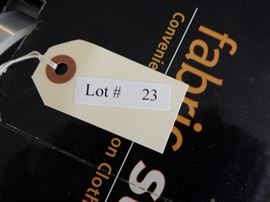 Lot # 23
fabric
Convenie
on Cloth